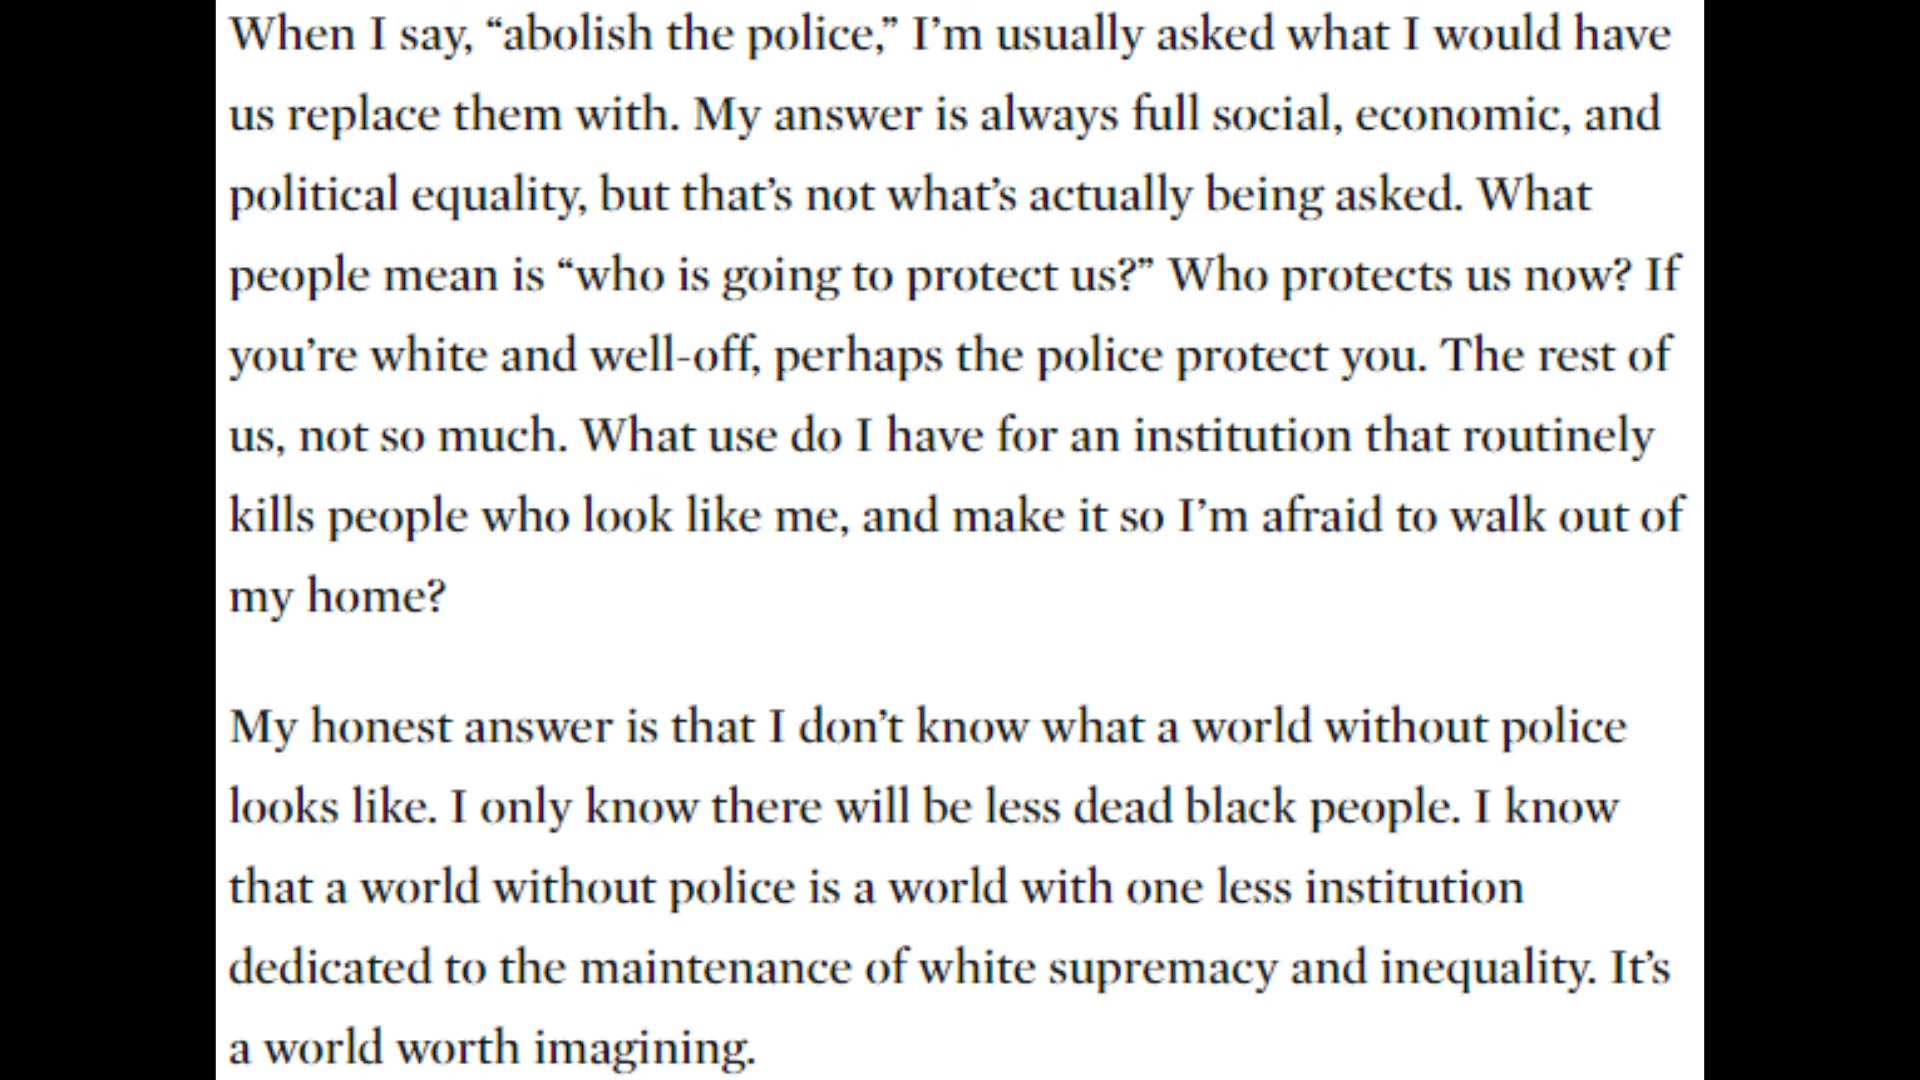 When I say, “abolish the police,” I’m usually asked what I would have
us replace them with. My answer is always full social, economic, and
political equality, but that’s not what’s actually being asked. What
people mean is “who is going to protect us?” Who protects us now? If
you’re white and well-off, perhaps the police protect you. The rest of
us, not so much. What use do I have for an institution that routinely
kills people who look like me, and make it so I’m afraid to walk out of
my home?
My honest answer is that I don’t know what a world without police
looks like. I only know there will be less dead black people. I know
that a world without police is a world with one less institution
dedicated to the maintenance of white supremacy and inequality. It’s
a world worth imagining.